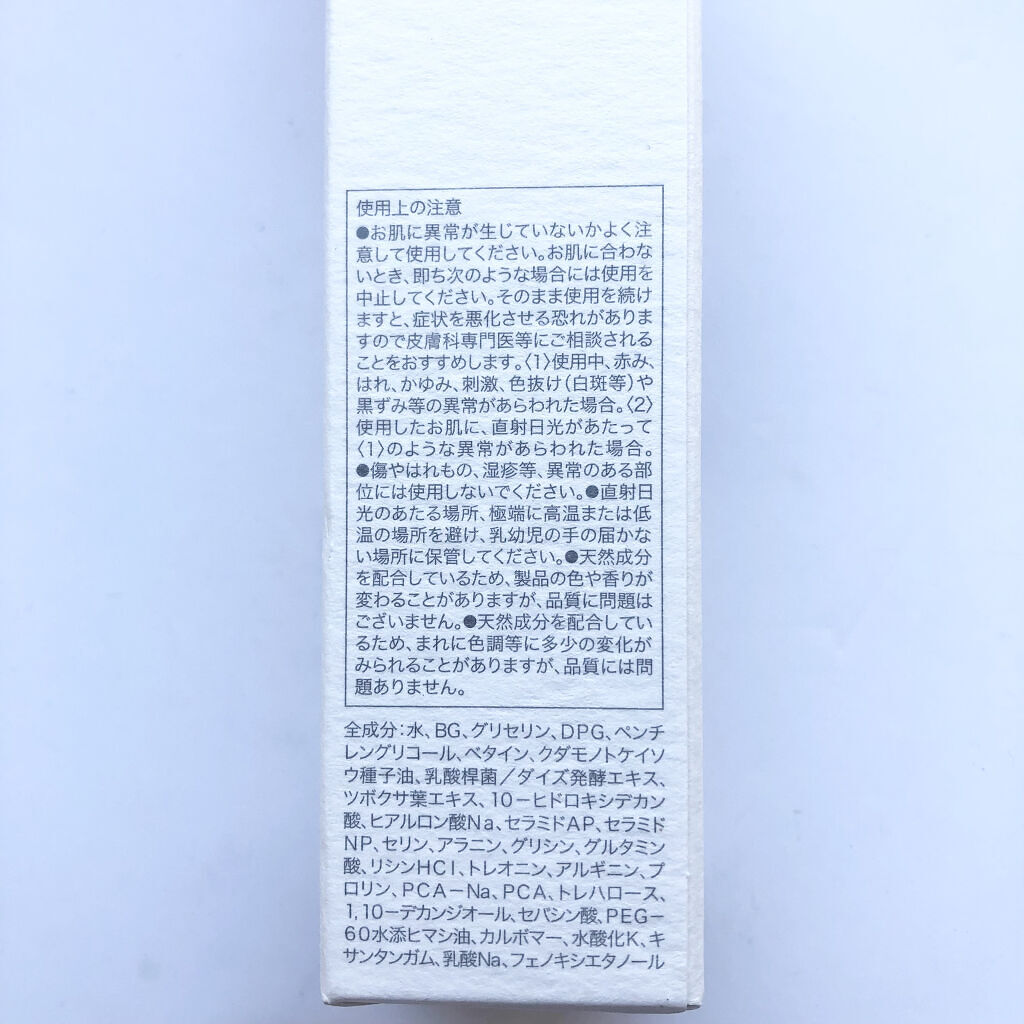 使用上の注意
●お肌に異常が生じていないかよく注
意して使用してください。お肌に合わな
いとき、即ち次のような場合には使用を
中止してください。そのまま使用を続け
ますと、症状を悪化させる恐れがありま
すので皮膚科専門医等にご相談される
ことをおすすめします。〈1〉使用中、赤み、
はれ、かゆみ、刺激、色抜け(白斑等)や
黒ずみ等の異常があらわれた場合。〈2〉
使用したお肌に、直射日光があたって
〈1〉のような異常があらわれた場合。
●傷やはれもの、湿疹等、異常のある部
位には使用しないでください。●直射日
光のあたる場所、極端に高温または低
温の場所を避け、乳幼児の手の届かな
い場所に保管してください。●天然成分
を配合しているため、製品の色や香りが
変わることがありますが、品質に問題は
ございません。●天然成分を配合してい
るため、まれに色調等に多少の変化が
みられることがありますが、品質には問
題ありません。
全成分:水、BG、グリセリン、DPG、ペンチ
レングリコール、ベタイン、クダモノトケイソ
ウ種子油、乳酸桿菌/ダイズ発酵エキス、
ツボクサ葉エキス、10-ヒドロキシデカン
酸、ヒアルロン酸Na、セラミドAP、セラミド
NP、セリン、アラニン、グリシン、グルタミン
酸、リシンHCl、トレオニン、アルギニン、プ
ロリン、PCA-Na、PCA、トレハロース、
1,10-デカンジオール、セバシン酸、PEG-
60水添ヒマシ油、カルボマー、水酸化K、キ
サンタンガム、乳酸Na、フェノキシエタノール